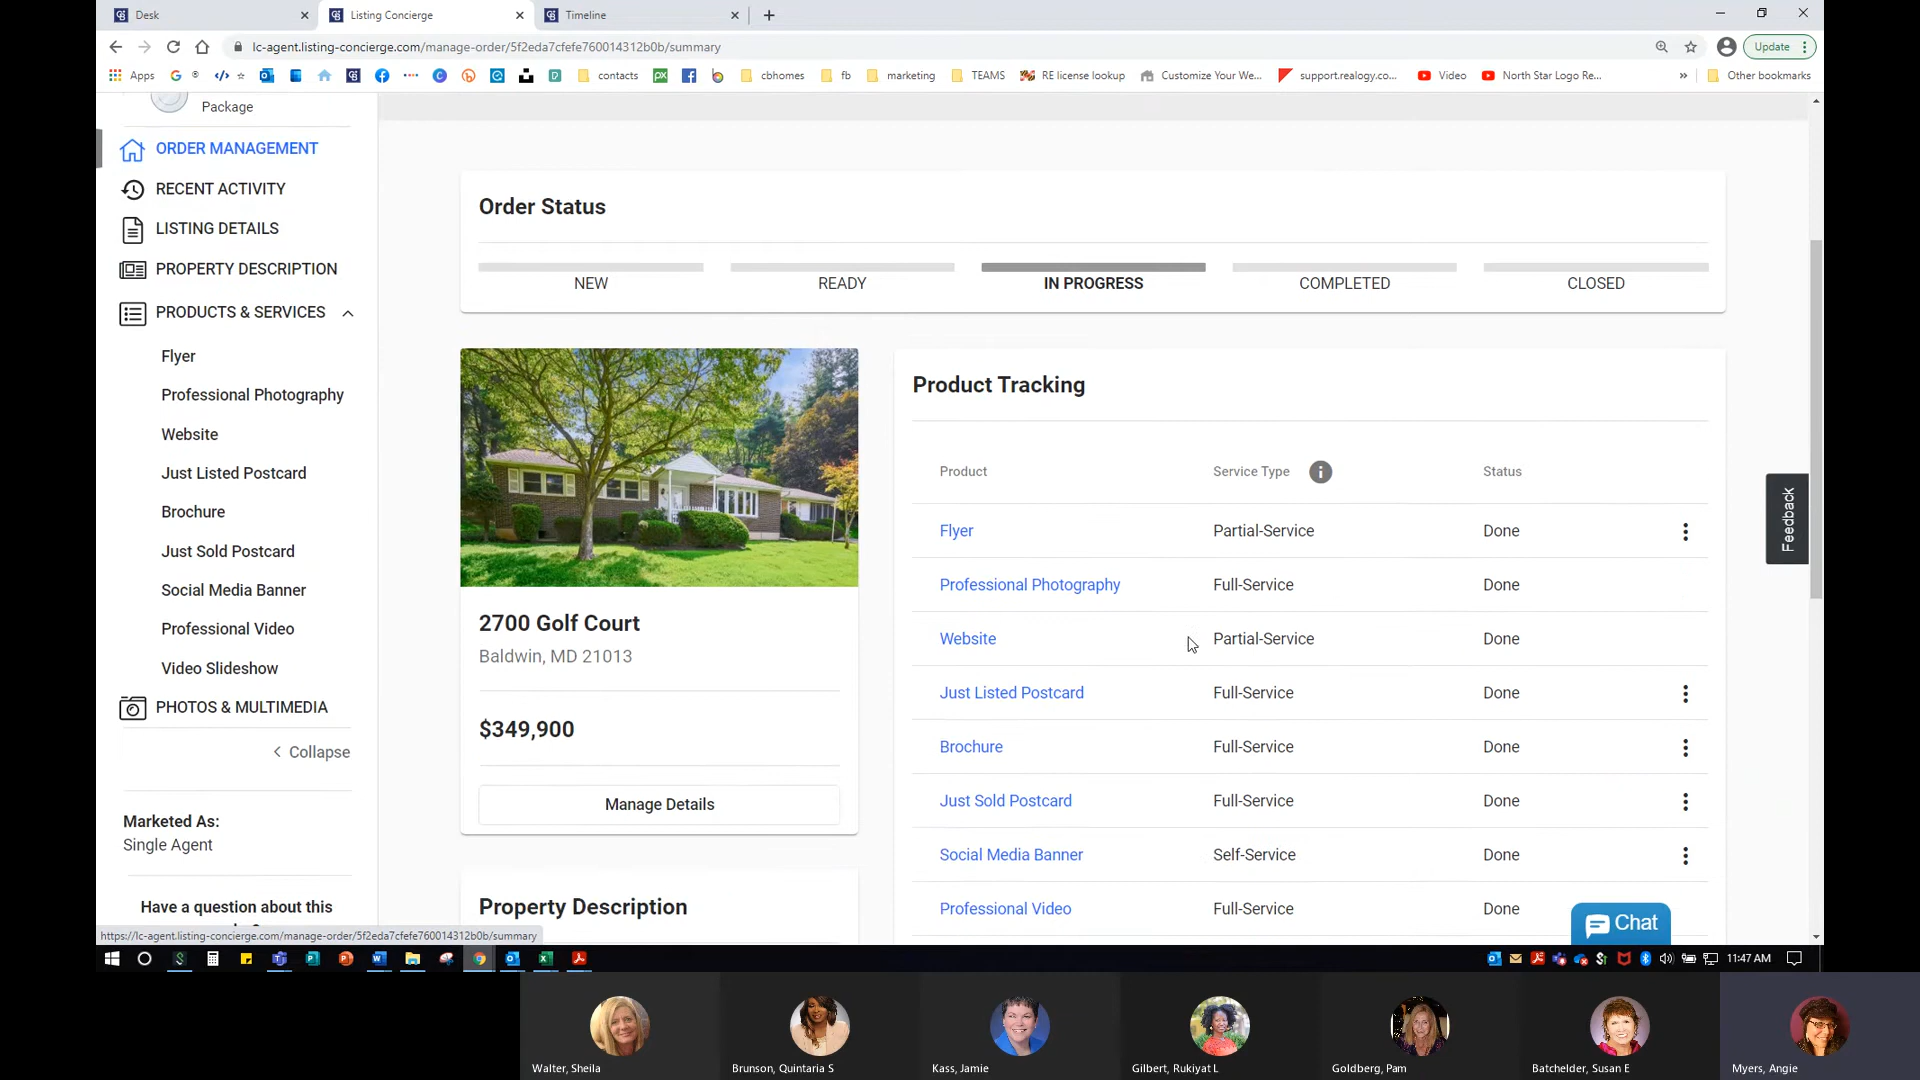 Desk
Listing Concierge
Timeline
lc-agent.listing-concierge.com/manage-order/5f2eda7cfefe760014312b0b/summary
Update
Apps
contacts
cbhomes
fb
marketing
TEAMS
RE license lookup
Customize Your We...
support.realogy.co...
Video
North Star Logo Re...
Other bookmarks
Package
ORDER MANAGEMENT
RECENT ACTIVITY
LISTING DETAILS
PROPERTY DESCRIPTION
PRODUCTS & SERVICES
Flyer
Professional Photography
Website
Just Listed Postcard
Brochure
Just Sold Postcard
Social Media Banner
Professional Video
Video Slideshow
PHOTOS & MULTIMEDIA
Collapse
Marketed As:
Single Agent
Have a question about this
https://lc-agent.listing-concierge.com/manage-order/5f2eda7cfefe760014312b0b/summary
Order Status
NEW READY IN PROGRESS COMPLETED CLOSED
2700 Golf Court
Baldwin, MD 21013
$349,900
Manage Details
Property Description
Product Tracking
Product Service Type Status
Flyer Partial-Service Done
Professional Photography Full-Service Done
Website Partial-Service Done
Just Listed Postcard Full-Service Done
Brochure Full-Service Done
Just Sold Postcard Full-Service Done
Social Media Banner Self-Service Done
Professional Video Full-Service Done
Feedback
Chat
11:47 AM
Walter, Sheila
Brunson, Quintaria S
Kass, Jamie
Gilbert, Rukiyat L
Goldberg, Pam
Batchelder, Susan E
Myers, Angie